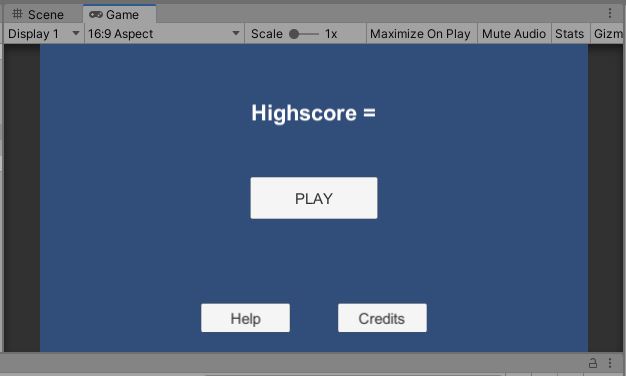 Scene Game
Display 1 16:9 Aspect Scale 1x Maximize On Play Mute Audio Stats Gizm
Highscore =
PLAY
Help Credits